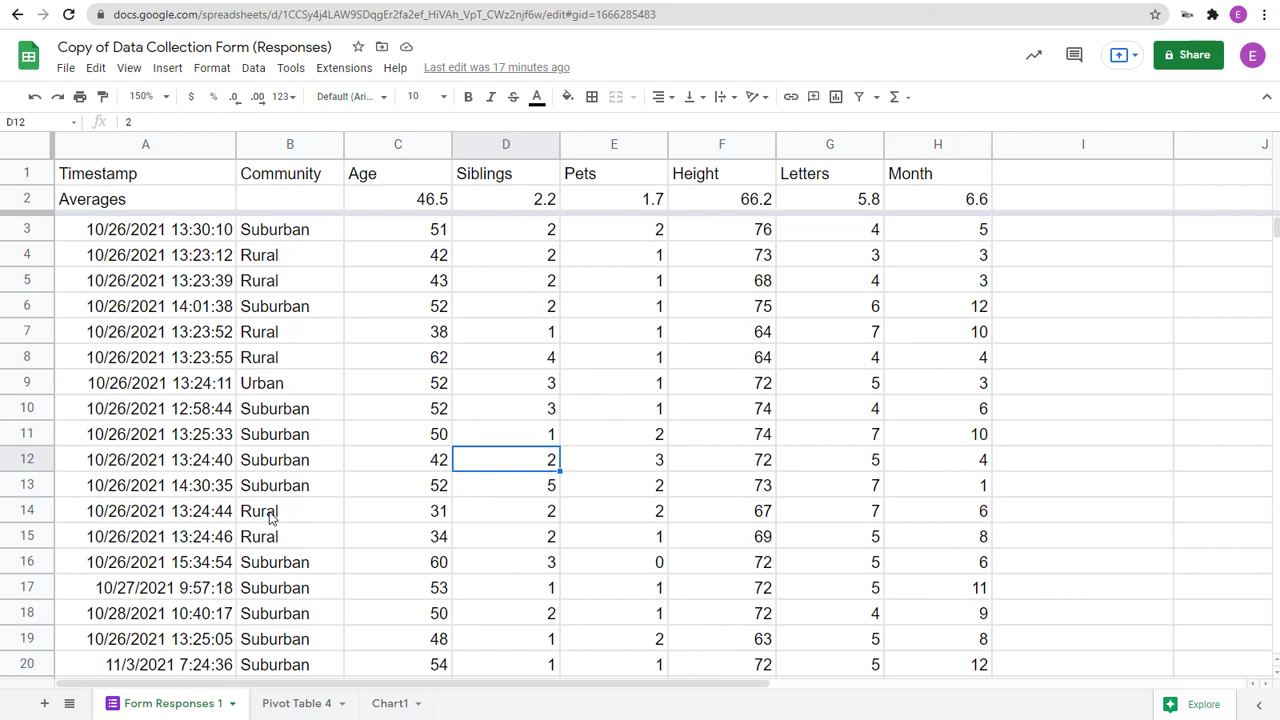 docs.google.com/spreadsheets/d/1CCSy4j4LAW9SDqgEr2fa2ef_HiVAh_VpT_CWz2njf6w/edit#gid=1666285483
E
Copy of Data Collection Form (Responses)
File Edit View Insert Format Data Tools Extensions Help Last edit was 17 minutes ago
Share
E
150% $ % .0 .00 123 Default (Ari... 10 B I S A Σ
D12 fx 2
A B C D E F G H I J
1 Timestamp Community Age Siblings Pets Height Letters Month
2 Averages 46.5 2.2 1.7 66.2 5.8 6.6
3 10/26/2021 13:30:10 Suburban 51 2 2 76 4 5
4 10/26/2021 13:23:12 Rural 42 2 1 73 3 3
5 10/26/2021 13:23:39 Rural 43 2 1 68 4 3
6 10/26/2021 14:01:38 Suburban 52 2 1 75 6 12
7 10/26/2021 13:23:52 Rural 38 1 1 64 7 10
8 10/26/2021 13:23:55 Rural 62 4 1 64 4 4
9 10/26/2021 13:24:11 Urban 52 3 1 72 5 3
10 10/26/2021 12:58:44 Suburban 52 3 1 74 4 6
11 10/26/2021 13:25:33 Suburban 50 1 2 74 7 10
12 10/26/2021 13:24:40 Suburban 42 2 3 72 5 4
13 10/26/2021 14:30:35 Suburban 52 5 2 73 7 1
14 10/26/2021 13:24:44 Rural 31 2 2 67 7 6
15 10/26/2021 13:24:46 Rural 34 2 1 69 5 8
16 10/26/2021 15:34:54 Suburban 60 3 0 72 5 6
17 10/27/2021 9:57:18 Suburban 53 1 1 72 5 11
18 10/28/2021 10:40:17 Suburban 50 2 1 72 4 9
19 10/26/2021 13:25:05 Suburban 48 1 2 63 5 8
20 11/3/2021 7:24:36 Suburban 54 1 1 72 5 12
Form Responses 1 Pivot Table 4 Chart1 Explore